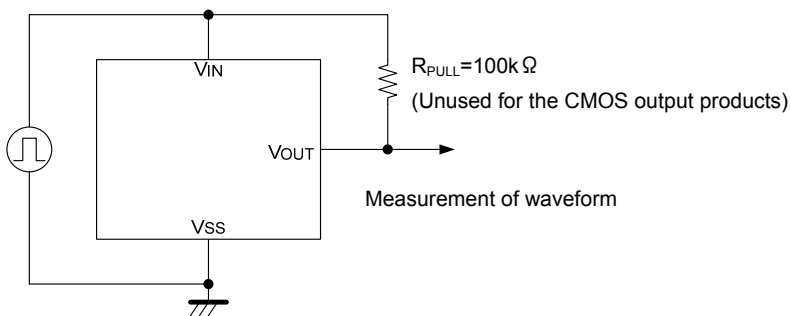 VIN
RPULL=100kΩ
(Unused for the CMOS output products)
VOUT
Measurement of waveform
VSS